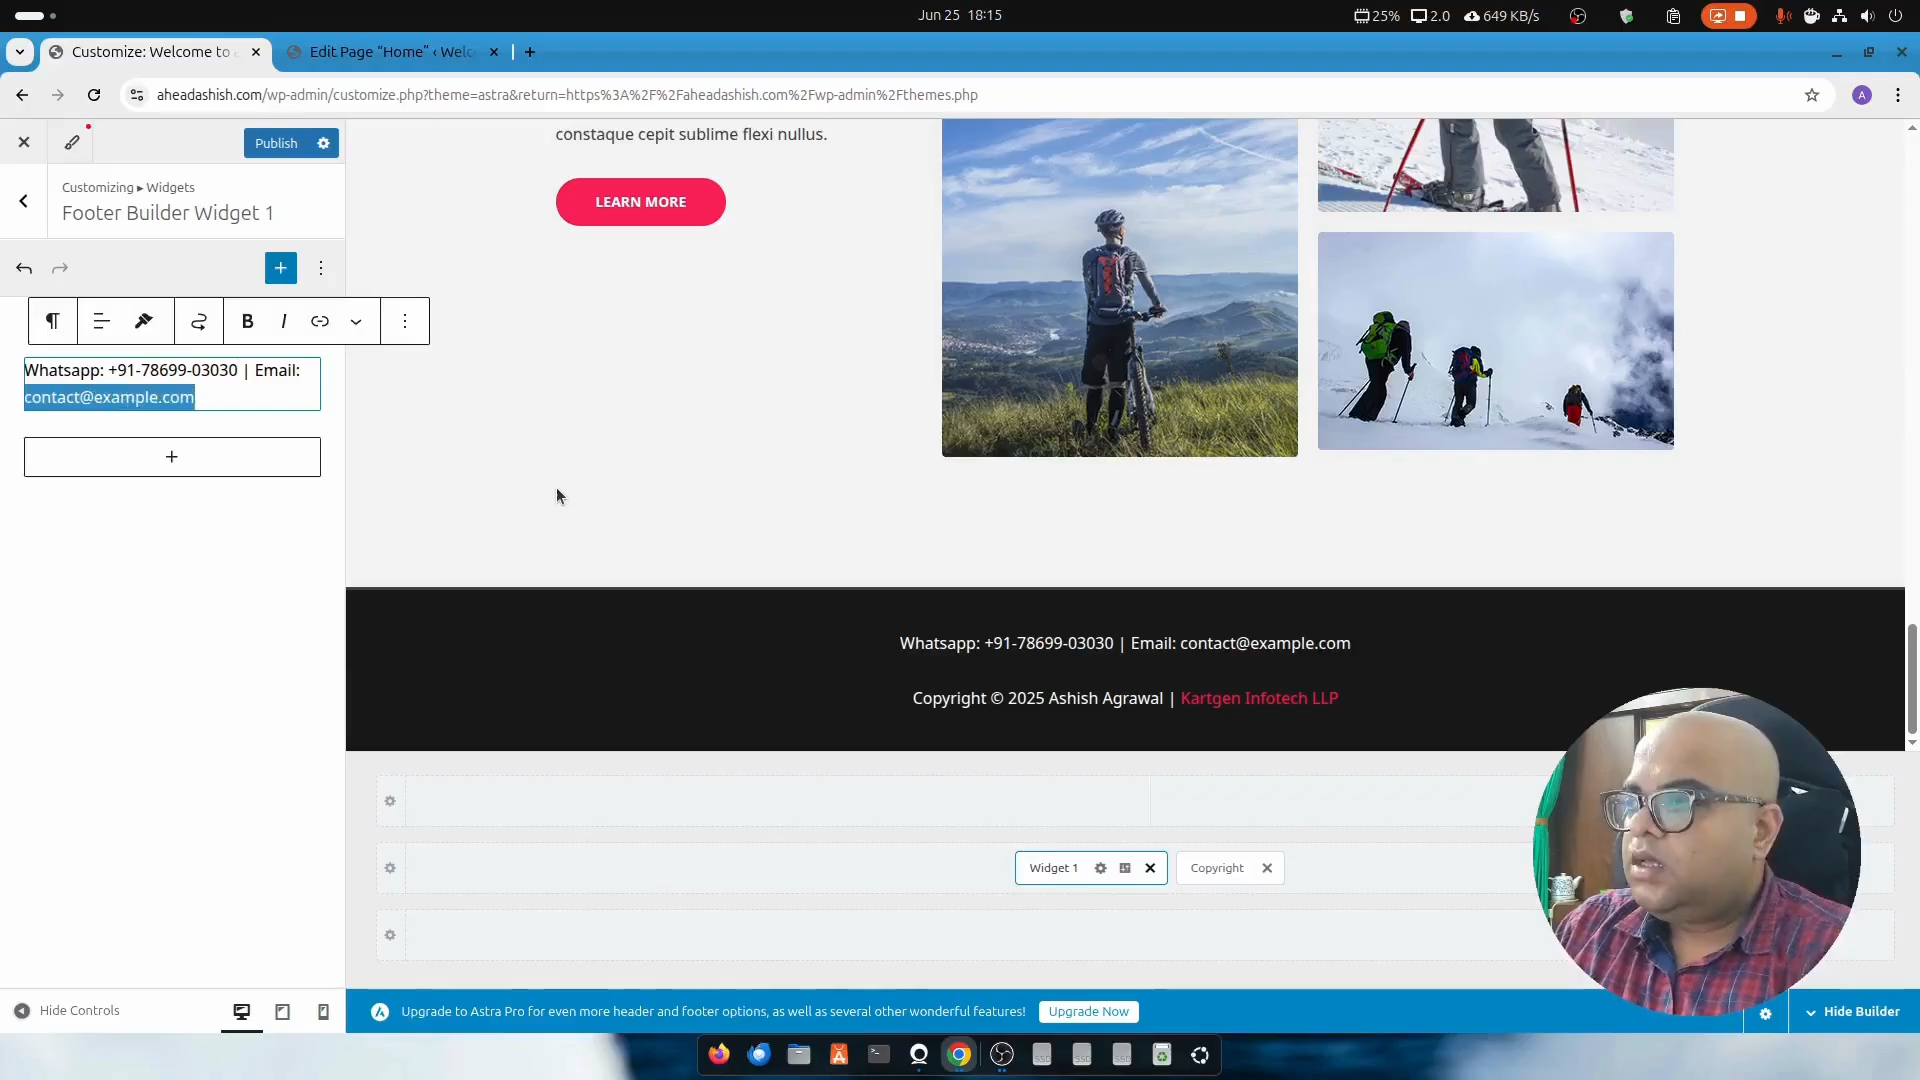 Jun 25 18:15
25%
2.0
649 KB/s
Customize: Welcome to
Edit Page “Home” ‹ Welc
aheadashish.com/wp-admin/customize.php?theme=astra&return=https%3A%2F%2Faheadashish.com%2Fwp-admin%2Fthemes.php
A
Publish
Customizing ▸ Widgets
Footer Builder Widget 1
B I
Whatsapp: +91-78699-03030 | Email:
contact@example.com
+
constaque cepit sublime flexi nullus.
LEARN MORE
Whatsapp: +91-78699-03030 | Email: contact@example.com
Copyright © 2025 Ashish Agrawal | Kartgen Infotech LLP
Widget 1
Copyright
Hide Controls
Upgrade to Astra Pro for even more header and footer options, as well as several other wonderful features!
Upgrade Now
Hide Builder
SSD
SSD
SSD